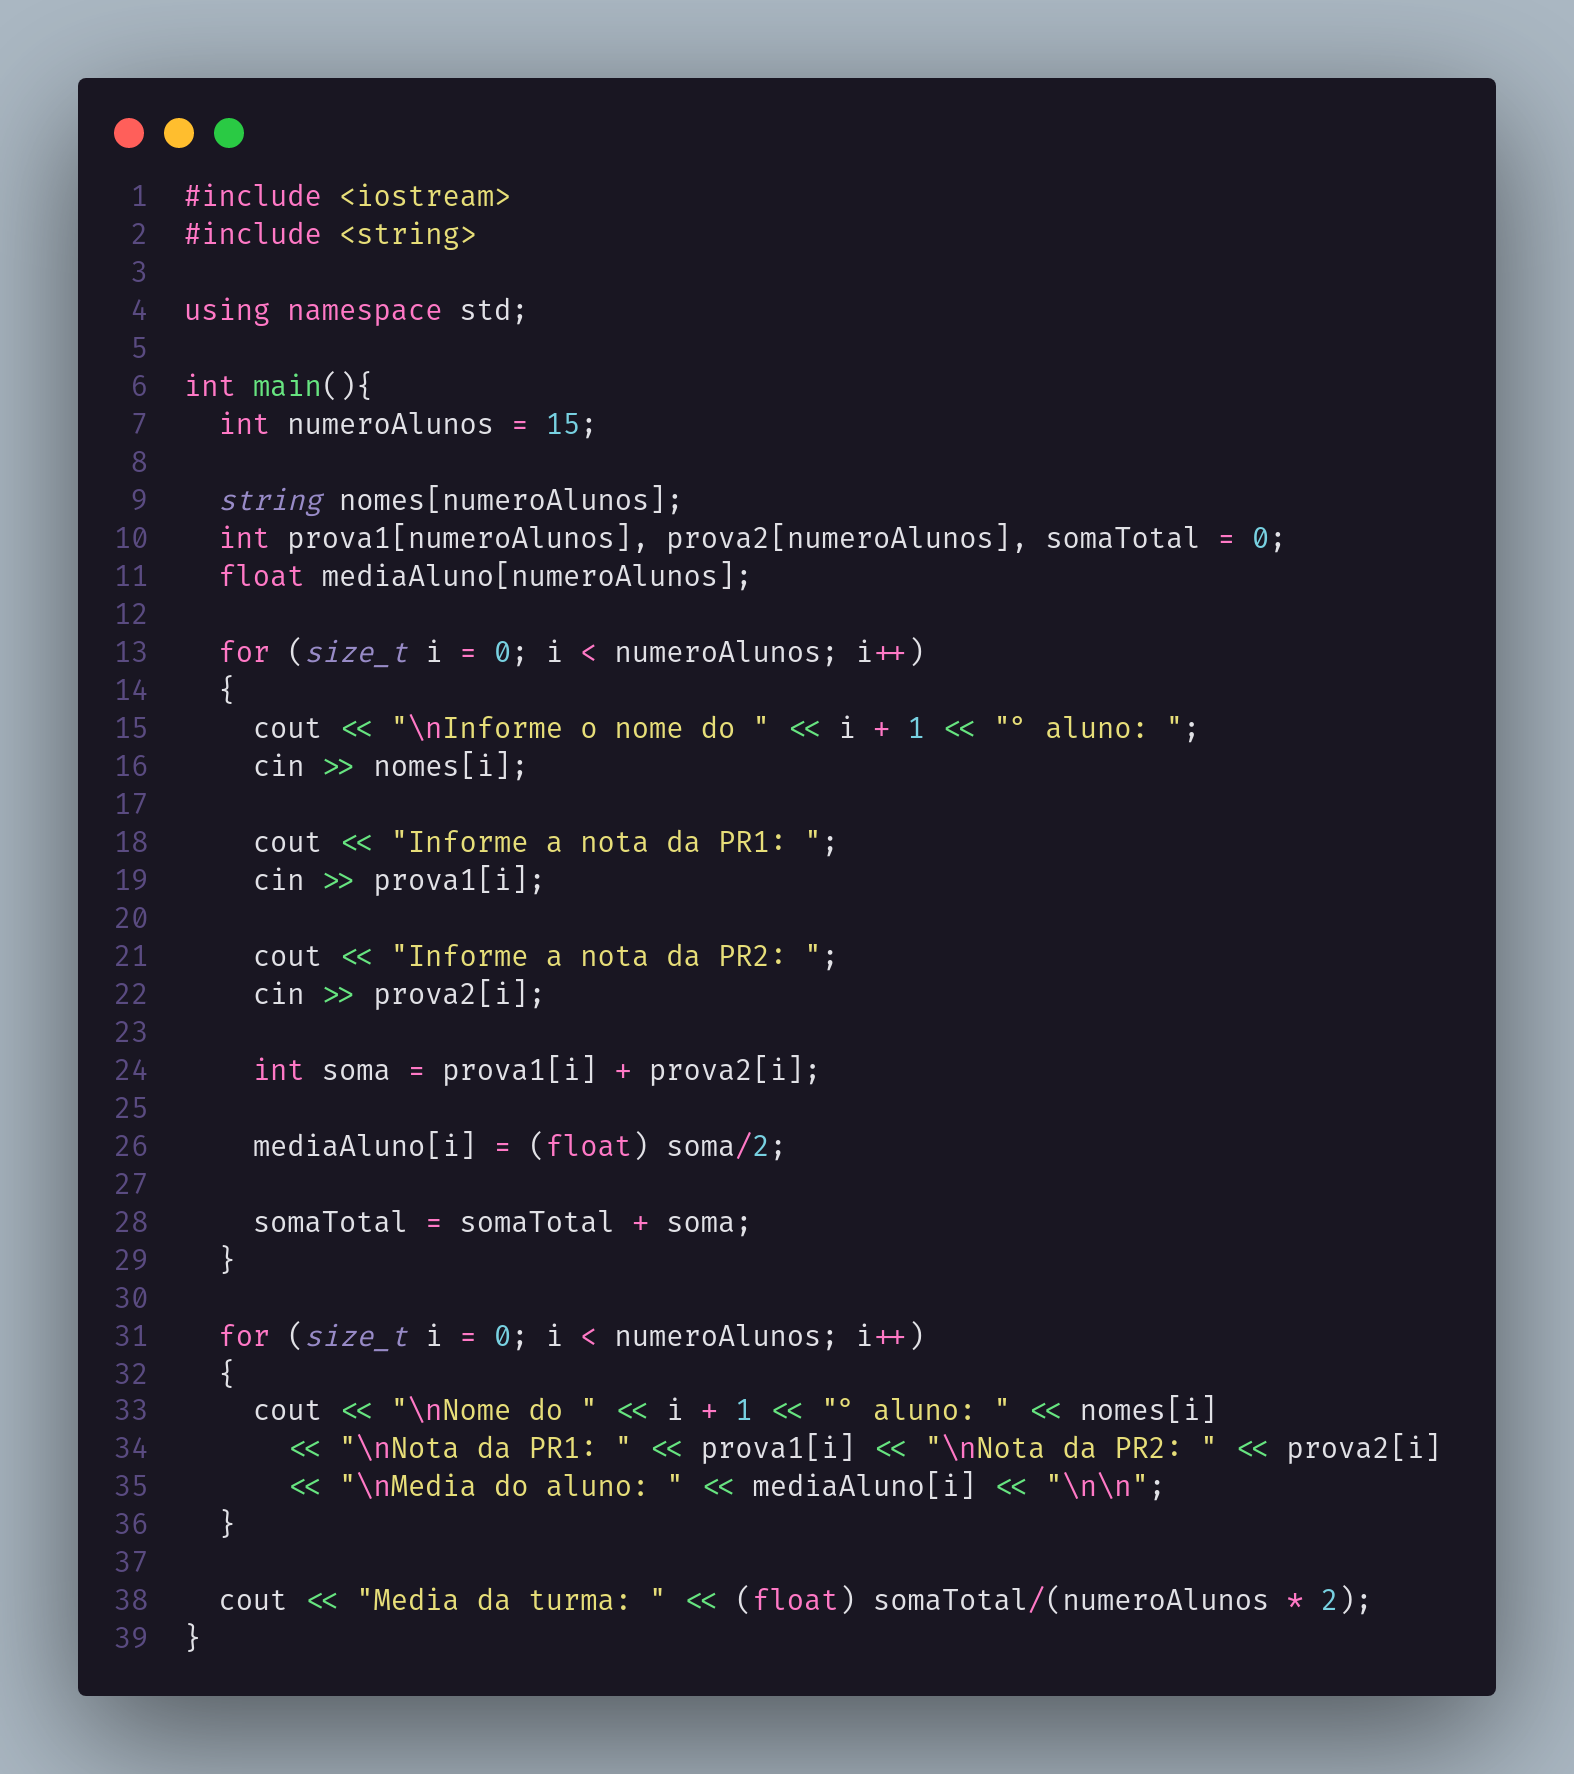 1 #include <iostream>
2 #include <string>
3
4 using namespace std;
5
6 int main(){
7   int numeroAlunos = 15;
8
9   string nomes[numeroAlunos];
10   int prova1[numeroAlunos], prova2[numeroAlunos], somaTotal = 0;
11   float mediaAluno[numeroAlunos];
12
13   for (size_t i = 0; i < numeroAlunos; i++)
14   {
15     cout << "\nInforme o nome do " << i + 1 << "° aluno: ";
16     cin >> nomes[i];
17
18     cout << "Informe a nota da PR1: ";
19     cin >> prova1[i];
20
21     cout << "Informe a nota da PR2: ";
22     cin >> prova2[i];
23
24     int soma = prova1[i] + prova2[i];
25
26     mediaAluno[i] = (float) soma/2;
27
28     somaTotal = somaTotal + soma;
29   }
30
31   for (size_t i = 0; i < numeroAlunos; i++)
32   {
33     cout << "\nNome do " << i + 1 << "° aluno: " << nomes[i]
34       << "\nNota da PR1: " << prova1[i] << "\nNota da PR2: " << prova2[i]
35       << "\nMedia do aluno: " << mediaAluno[i] << "\n\n";
36   }
37
38   cout << "Media da turma: " << (float) somaTotal/(numeroAlunos * 2);
39 }